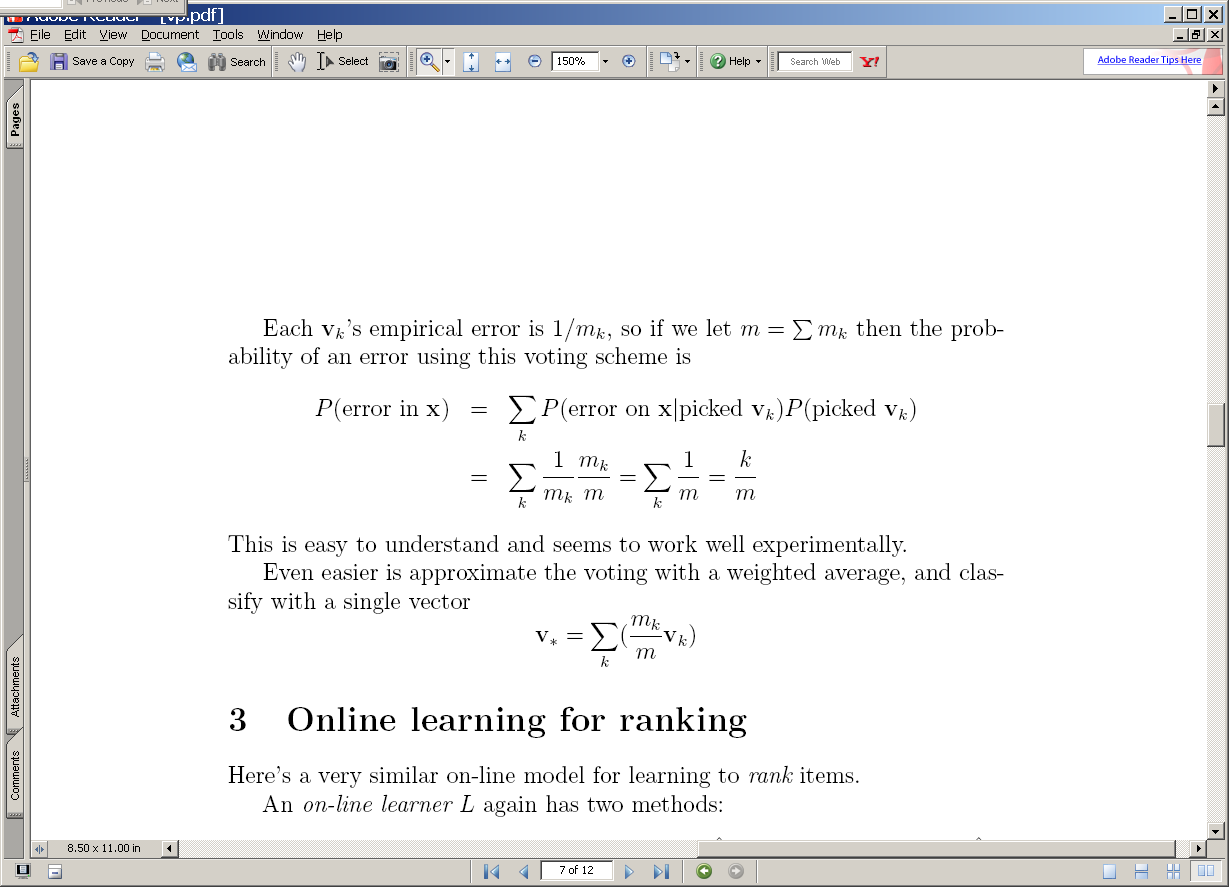 Adobe Reader - [vp.pdf]
File Edit View Document Tools Window Help
Save a Copy Search Select 150% Help Search Web Y! Adobe Reader Tips Here
Pages
Each v_k's empirical error is 1/m_k, so if we let m = ∑ m_k then the prob-
ability of an error using this voting scheme is
P(error in x) = ∑_k P(error on x|picked v_k)P(picked v_k)
= ∑_k 1/m_k m_k/m = ∑_k 1/m = k/m
This is easy to understand and seems to work well experimentally.
Even easier is approximate the voting with a weighted average, and clas-
sify with a single vector
v_* = ∑_k (m_k/m v_k)
3 Online learning for ranking
Here's a very similar on-line model for learning to rank items.
An on-line learner L again has two methods:
Attachments
Comments
8.50 x 11.00 in
7 of 12